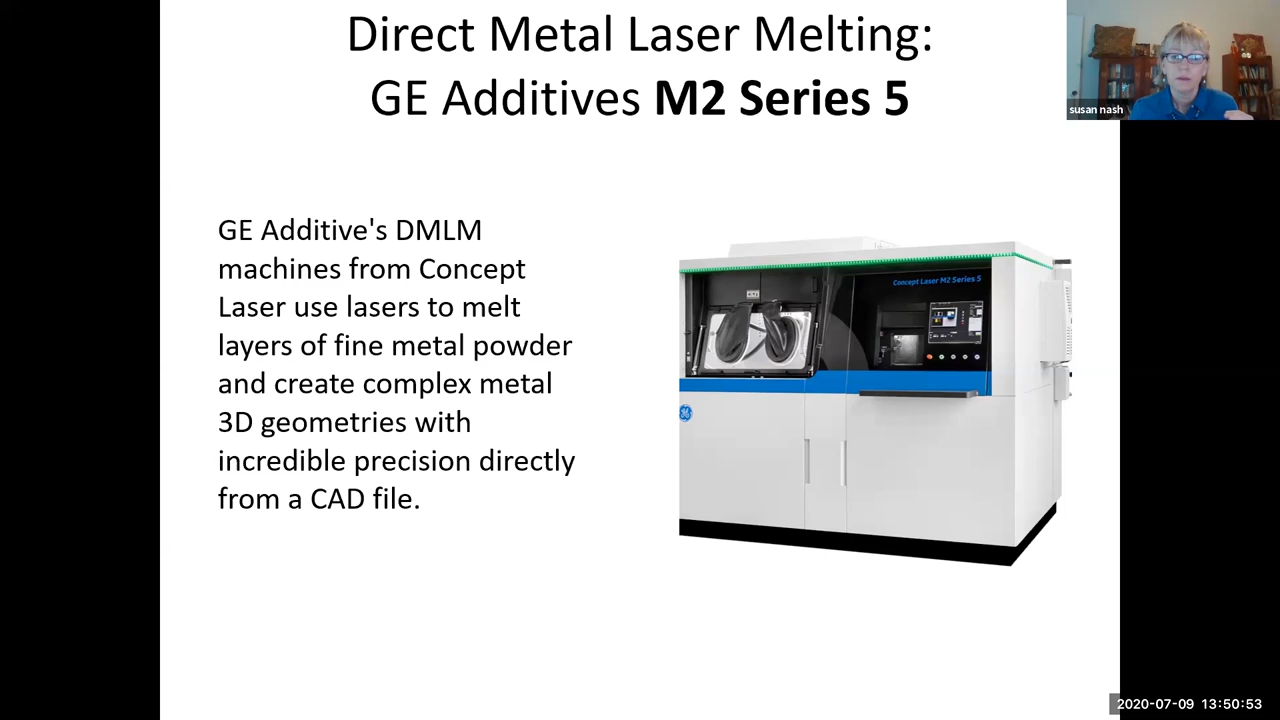 Direct Metal Laser Melting:
GE Additives M2 Series 5
susan nash
GE Additive's DMLM
machines from Concept
Laser use lasers to melt
layers of fine metal powder
and create complex metal
3D geometries with
incredible precision directly
from a CAD file.
Concept Laser M2 Series 5
GE
2020-07-09 13:50:53